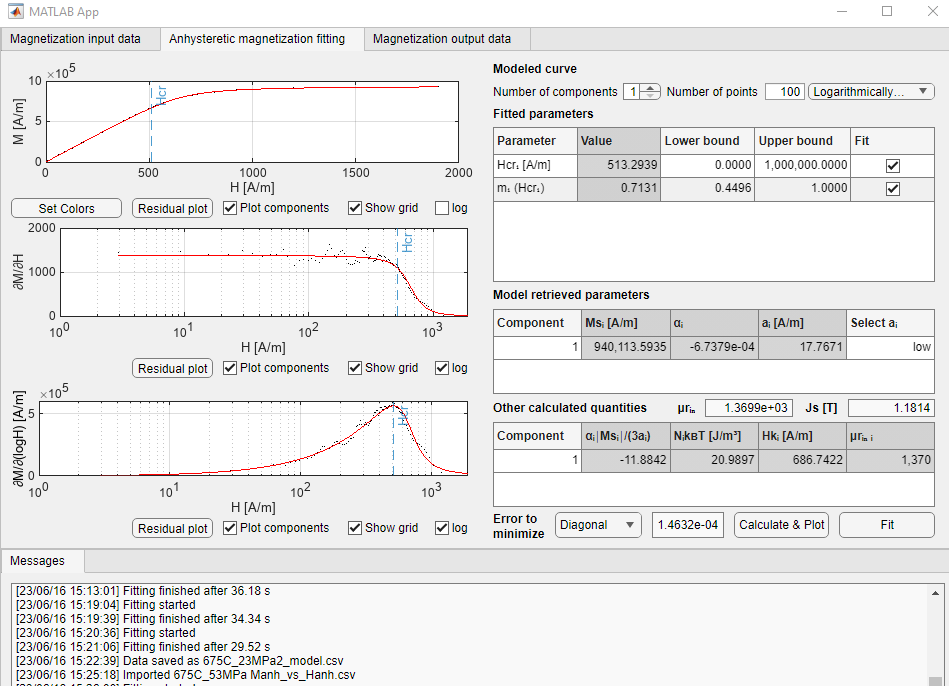 MATLAB App
Magnetization input data
Anhysteretic magnetization fitting
Magnetization output data
×10⁵
10
5
0
M [A/m]
Hcr
0 500 1000 1500 2000
H [A/m]
Set Colors
Residual plot
Plot components
Show grid
log
2000
1000
0
∂M/∂H
Hcr
10⁰ 10¹ 10² 10³
H [A/m]
Residual plot
Plot components
Show grid
log
×10⁵
5
0
∂M/∂(logH) [A/m]
Hcr
10⁰ 10¹ 10² 10³
H [A/m]
Residual plot
Plot components
Show grid
log
Modeled curve
Number of components 1 Number of points 100 Logarithmically...
Fitted parameters
Parameter Value Lower bound Upper bound Fit
Hcr₁ [A/m] 513.2939 0.0000 1,000,000.0000
m₁ (Hcr₁) 0.7131 0.4496 1.0000
Model retrieved parameters
Component Msᵢ [A/m] αᵢ aᵢ [A/m] Select aᵢ
1 940,113.5935 -6.7379e-04 17.7671 low
Other calculated quantities μrᵢₙ 1.3699e+03 Js [T] 1.1814
Component αᵢ|Msᵢ|/(3aᵢ) NᵢkʙT [J/m³] Hkᵢ [A/m] μrᵢₙ ᵢ
1 -11.8842 20.9897 686.7422 1,370
Error to
minimize
Diagonal 1.4632e-04 Calculate & Plot Fit
Messages
[23/06/16 15:13:01] Fitting finished after 36.18 s
[23/06/16 15:19:04] Fitting started
[23/06/16 15:19:39] Fitting finished after 34.34 s
[23/06/16 15:20:36] Fitting started
[23/06/16 15:21:06] Fitting finished after 29.52 s
[23/06/16 15:22:39] Data saved as 675C_23MPa2_model.csv
[23/06/16 15:25:18] Imported 675C_53MPa Manh_vs_Hanh.csv